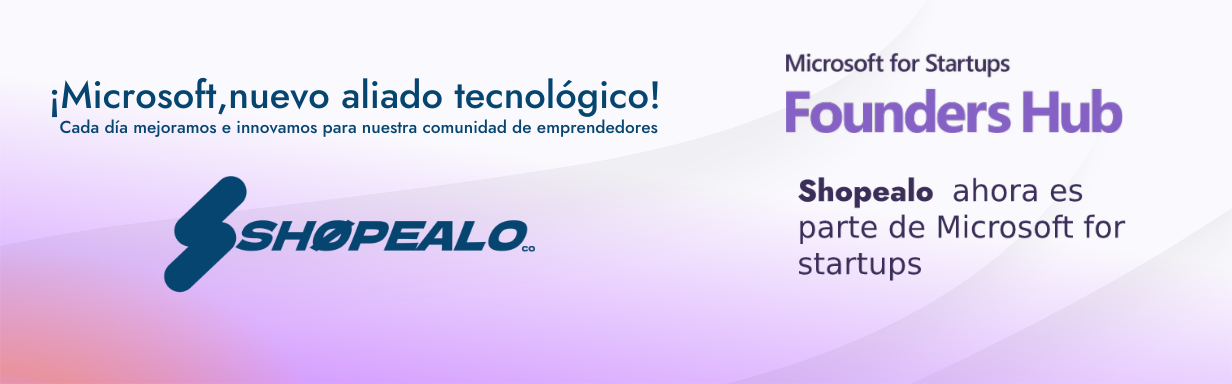 ¡Microsoft,nuevo aliado tecnológico!
Cada día mejoramos e innovamos para nuestra comunidad de emprendedores
SHØPEALO co
Microsoft for Startups
Founders Hub
Shopealo ahora es
parte de Microsoft for
startups